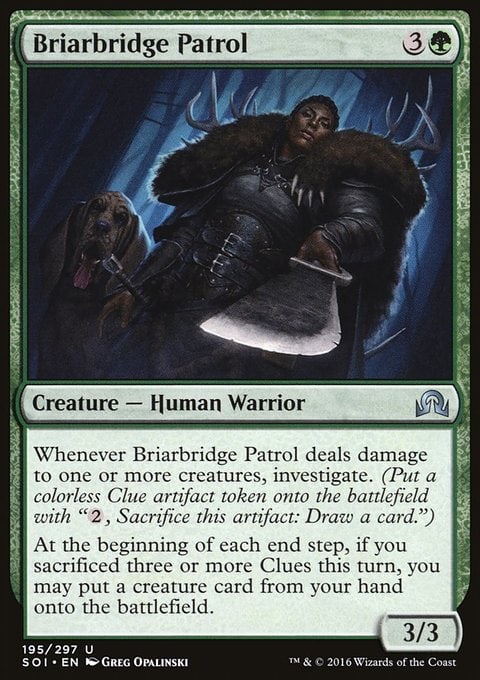 Briarbridge Patrol 3
Creature — Human Warrior
Whenever Briarbridge Patrol deals damage
to one or more creatures, investigate. (Put a
colorless Clue artifact token onto the battlefield
with “2, Sacrifice this artifact: Draw a card.”)
At the beginning of each end step, if you
sacrificed three or more Clues this turn, you
may put a creature card from your hand
onto the battlefield.
3/3
195/297 U
SOI • EN Greg Opalinski
™ & © 2016 Wizards of the Coast